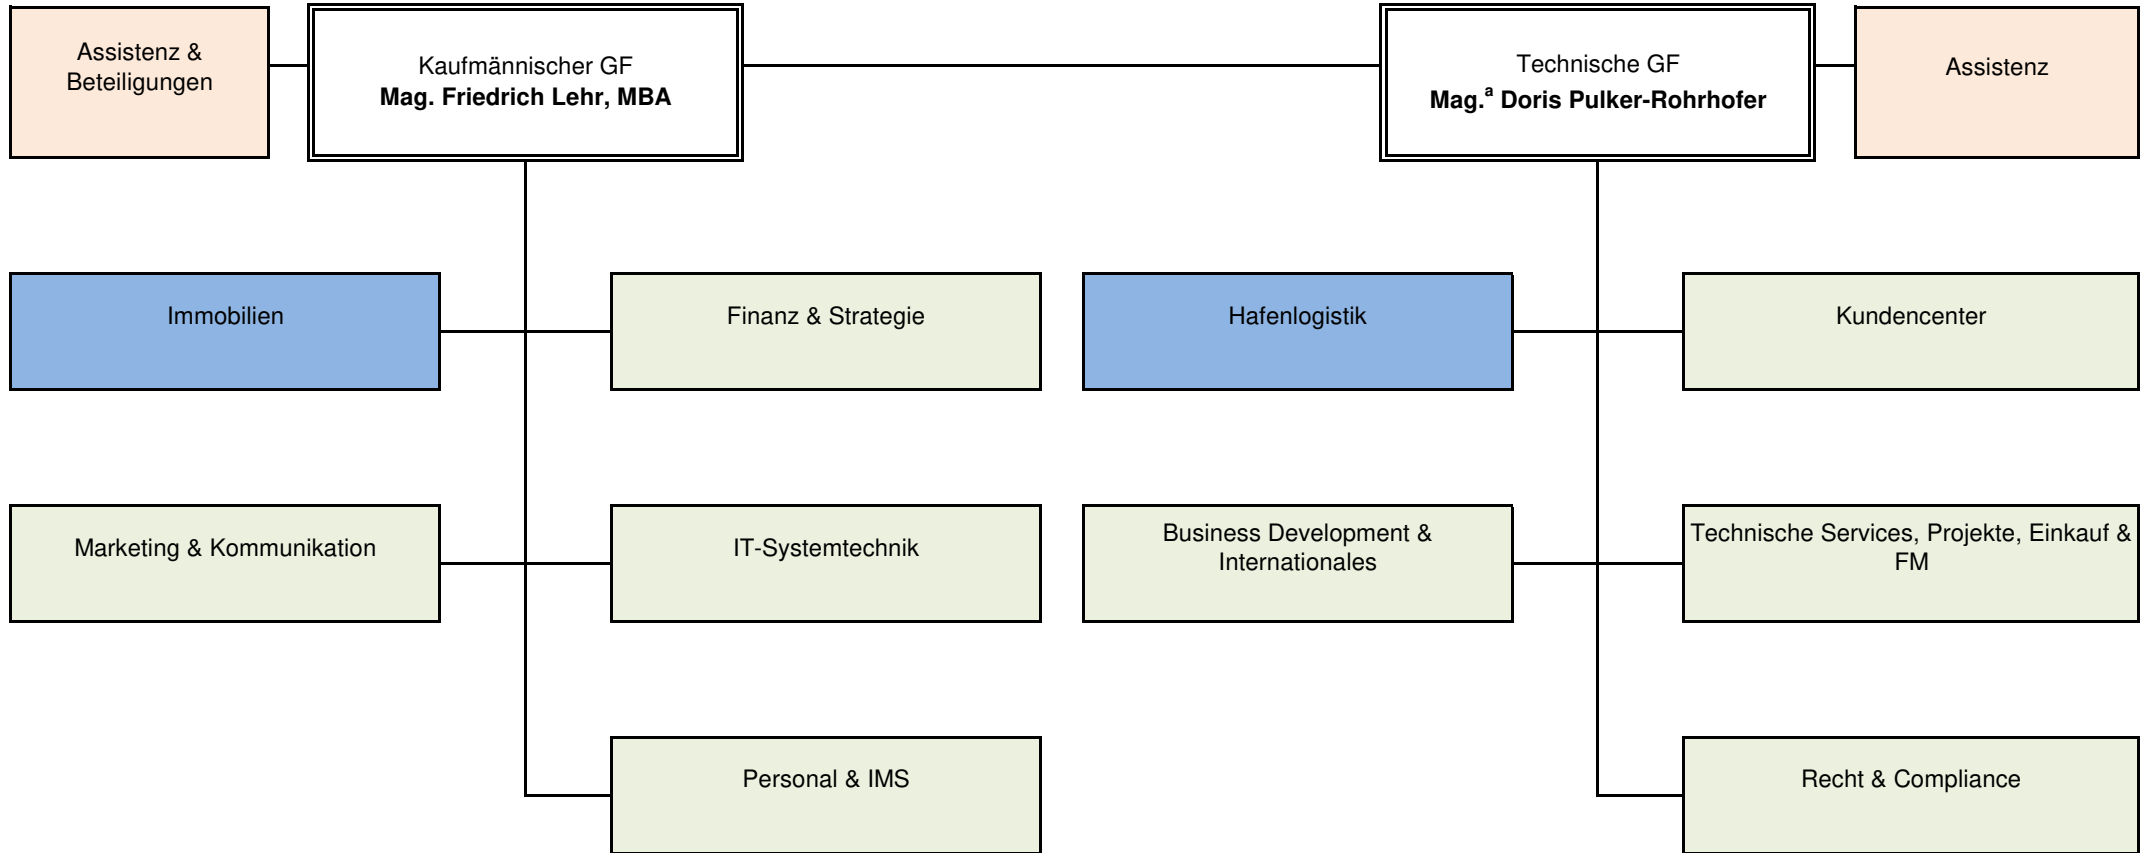 Assistenz &
Beteiligungen
Kaufmännischer GF
Mag. Friedrich Lehr, MBA
Technische GF
Mag.ª Doris Pulker-Rohrhofer
Assistenz
Immobilien
Finanz & Strategie
Hafenlogistik
Kundencenter
Marketing & Kommunikation
IT-Systemtechnik
Business Development &
Internationales
Technische Services, Projekte, Einkauf &
FM
Personal & IMS
Recht & Compliance